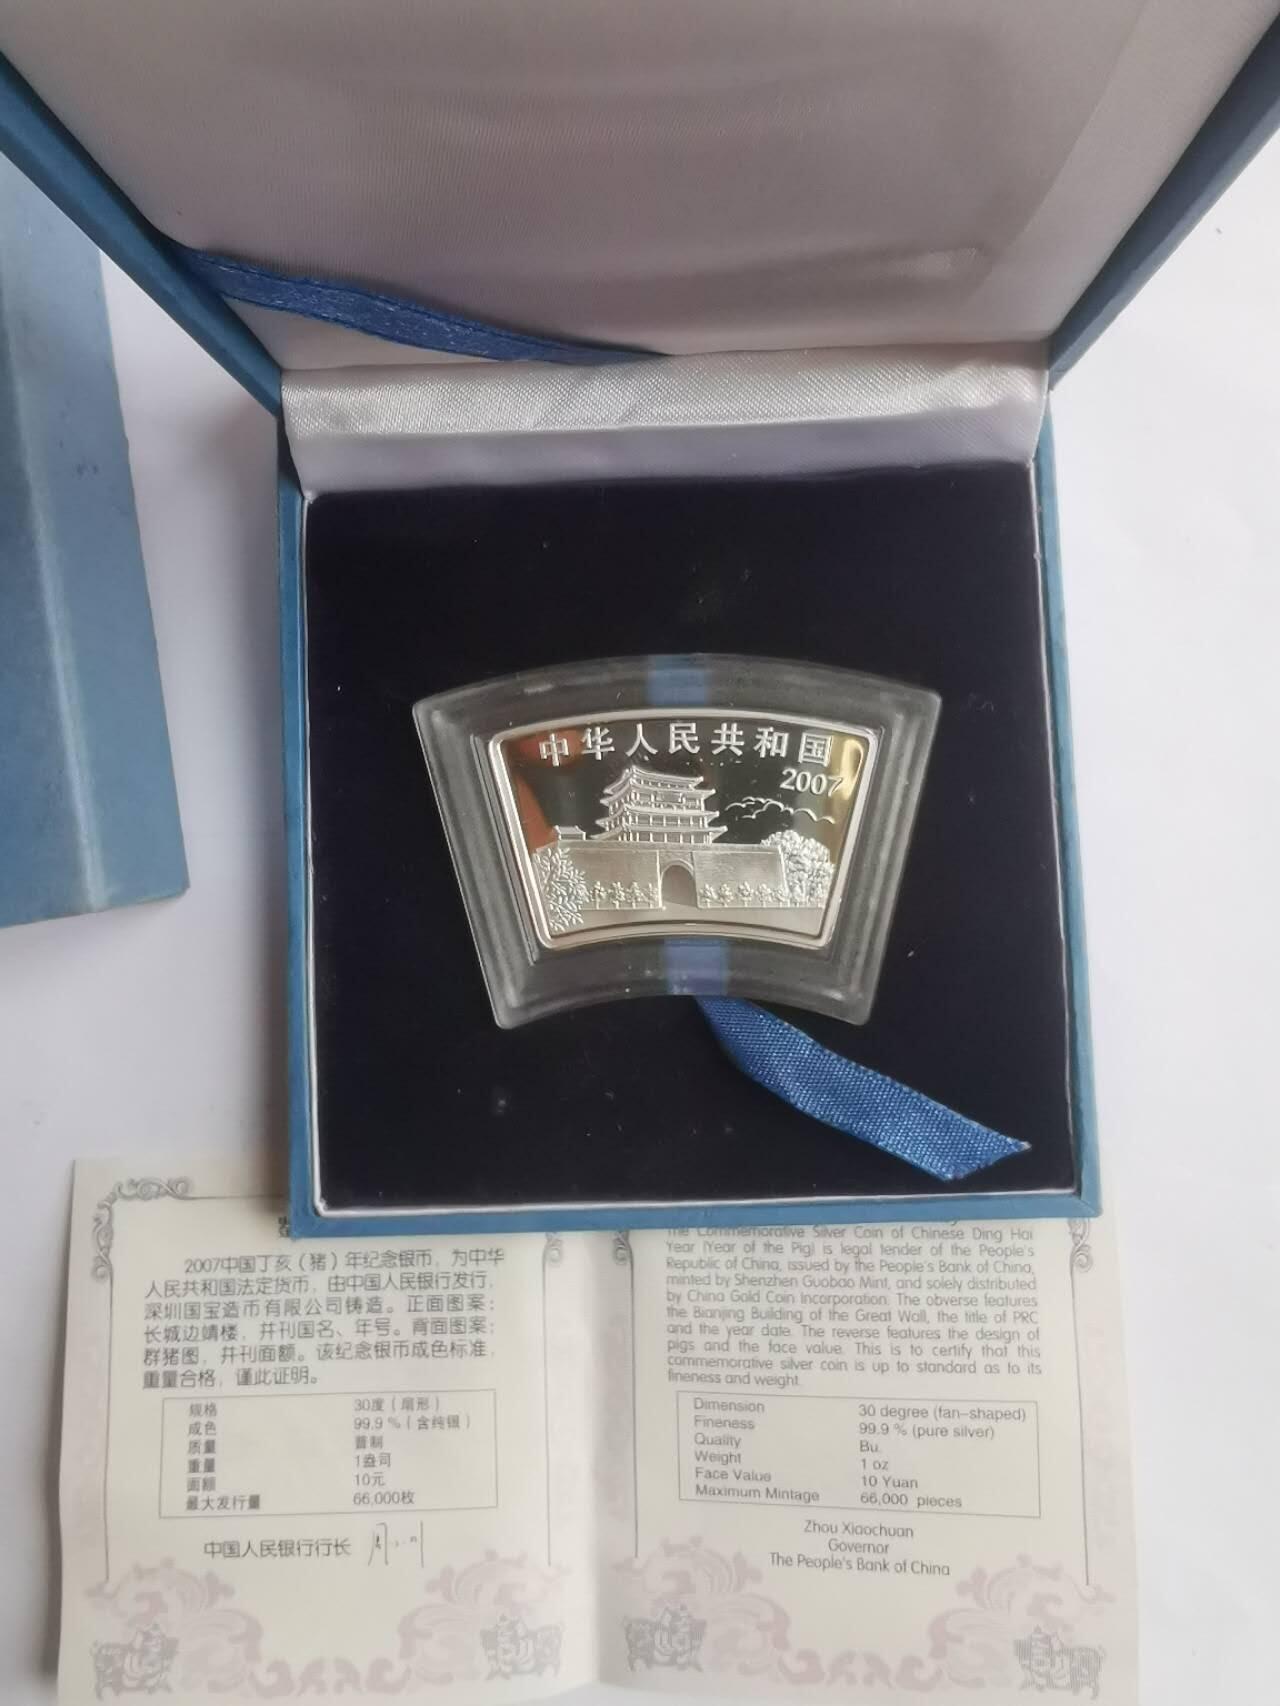 中华人民共和国
2007
2007中国丁亥（猪）年纪念银币，为中华
人民共和国法定货币，由中国人民银行发行，
深圳国宝造币有限公司铸造。正面图案：
长城边靖楼，并刊国名、年号。背面图案：
群猪图，并刊面额。该纪念银币成色标准，
重量合格，谨此证明。
规格 30度（扇形）
成色 99.9％（含纯银）
质量 普制
重量 1盎司
面额 10元
最大发行量 66,000枚
中国人民银行行长
The Commemorative Silver Coin of Chinese Ding Hai
Year (Year of the Pig) is legal tender of the People's
Republic of China, issued by the People's Bank of China,
minted by Shenzhen Guobao Mint, and solely distributed
by China Gold Coin Incorporation. The obverse features
the Bianjing Building of the Great Wall, the title of PRC
and the year date. The reverse features the design of
pigs and the face value. This is to certify that this
commemorative silver coin is up to standard as to its
fineness and weight.
Dimension 30 degree (fan-shaped)
Fineness 99.9 % (pure silver)
Quality Bu.
Weight 1 oz
Face Value 10 Yuan
Maximum Mintage 66,000 pieces
Zhou Xiaochuan
Governor
The People's Bank of China